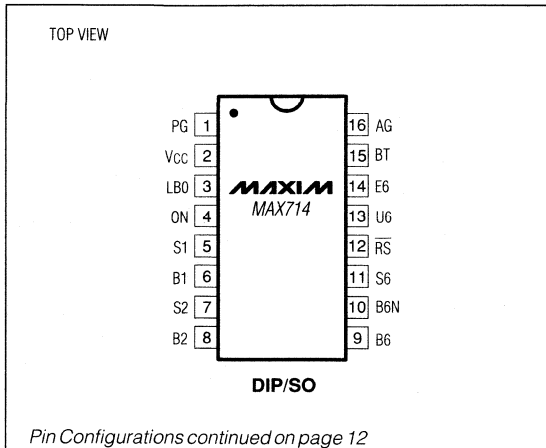 TOP VIEW
PG 1 16 AG
VCC 2 15 BT
LB0 3 MAXIM 14 E6
ON 4 MAX714 13 U6
S1 5 12 RS
B1 6 11 S6
S2 7 10 B6N
B2 8 9 B6
DIP/SO
Pin Configurations continued on page 12